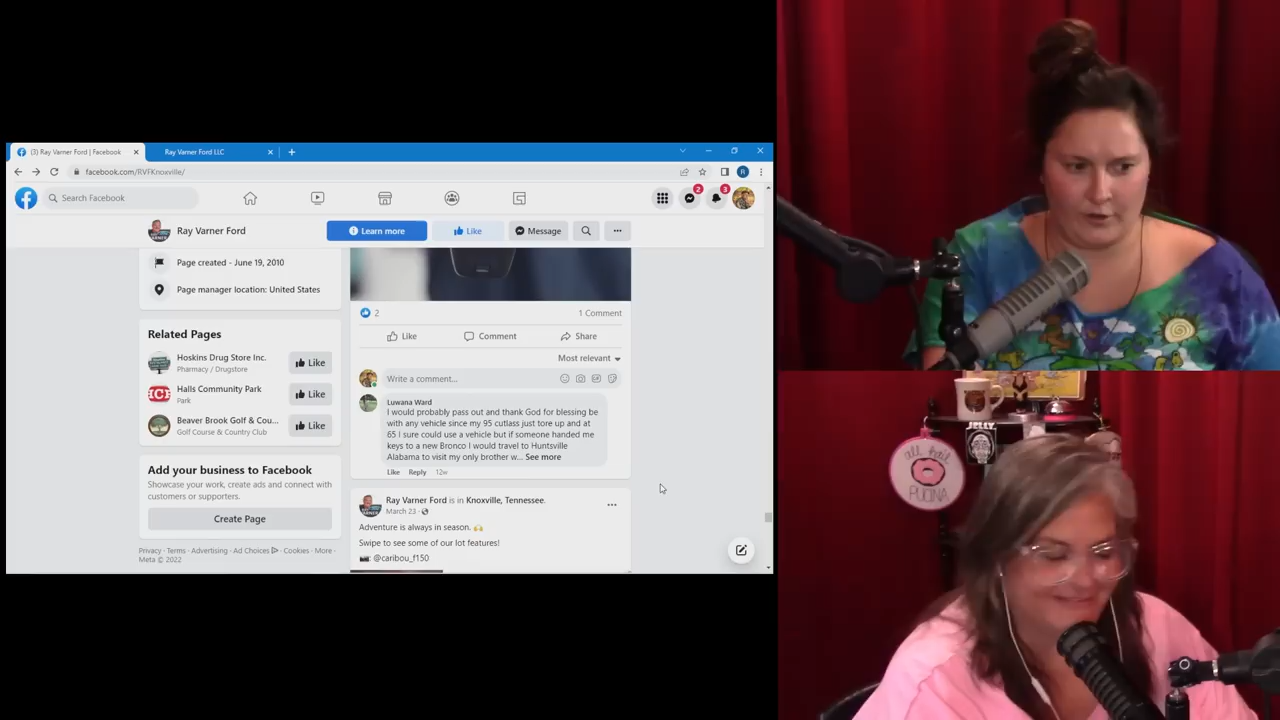 (3) Ray Varner Ford | Facebook
Ray Varner Ford LLC
facebook.com/RVFKnoxville/
R
Search Facebook
2
3
Ray Varner Ford
Learn more
Like
Message
Page created - June 19, 2010
Page manager location: United States
Related Pages
Hoskins Drug Store Inc.
Pharmacy / Drugstore
Like
Halls Community Park
Park
Like
Beaver Brook Golf & Cou...
Golf Course & Country Club
Like
Add your business to Facebook
Showcase your work, create ads and connect with
customers or supporters.
Create Page
Privacy · Terms · Advertising · Ad Choices · Cookies · More ·
Meta © 2022
2
1 Comment
Like
Comment
Share
Most relevant
Write a comment...
Luwana Ward
I would probably pass out and thank God for blessing be
with any vehicle since my 95 cutlass just tore up and at
65 I sure could use a vehicle but if someone handed me
keys to a new Bronco I would travel to Huntsville
Alabama to visit my only brother w... See more
Like Reply 12w
Ray Varner Ford is in Knoxville, Tennessee.
March 23 ·
Adventure is always in season. 🙌
Swipe to see some of our lot features!
📷: @caribou_f150
JELLY
all hail
PUCINA